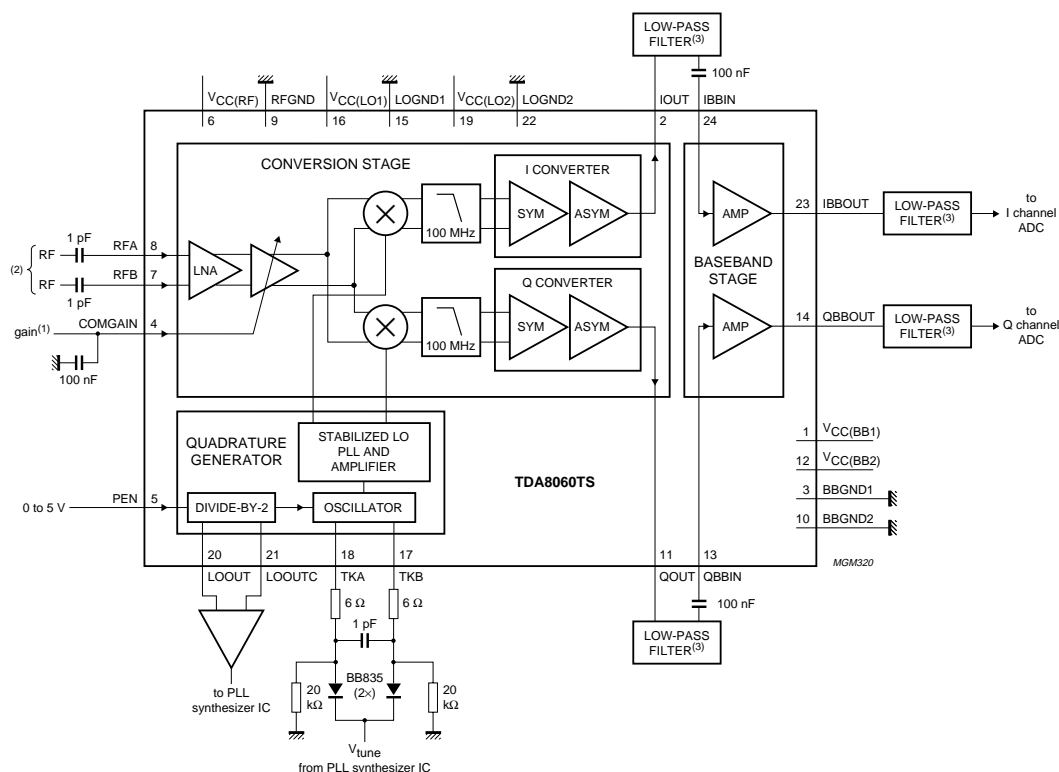 LOW-PASS
FILTER(3)
100 nF
VCC(RF)
RFGND
VCC(LO1)
LOGND1
VCC(LO2)
LOGND2
IOUT
IBBIN
6
9
16
15
19
22
2
24
CONVERSION STAGE
I CONVERTER
SYM
ASYM
100 MHz
AMP
23
IBBOUT
LOW-PASS
FILTER(3)
to
I channel
ADC
1 pF
RFA
8
(2)
RF
RF
RFB
7
1 pF
LNA
BASEBAND
STAGE
Q CONVERTER
gain(1)
COMGAIN
4
100 nF
100 MHz
SYM
ASYM
AMP
14
QBBOUT
LOW-PASS
FILTER(3)
to
Q channel
ADC
QUADRATURE
GENERATOR
STABILIZED LO
PLL AND
AMPLIFIER
TDA8060TS
1
VCC(BB1)
12
VCC(BB2)
3
BBGND1
10
BBGND2
0 to 5 V
PEN
5
DIVIDE-BY-2
OSCILLATOR
20
21
18
17
11
13
LOOUT
LOOUTC
TKA
TKB
QOUT
QBBIN
MGM320
6 Ω
6 Ω
1 pF
100 nF
LOW-PASS
FILTER(3)
BB835
(2×)
20
kΩ
20
kΩ
to PLL
synthesizer IC
Vtune
from PLL synthesizer IC